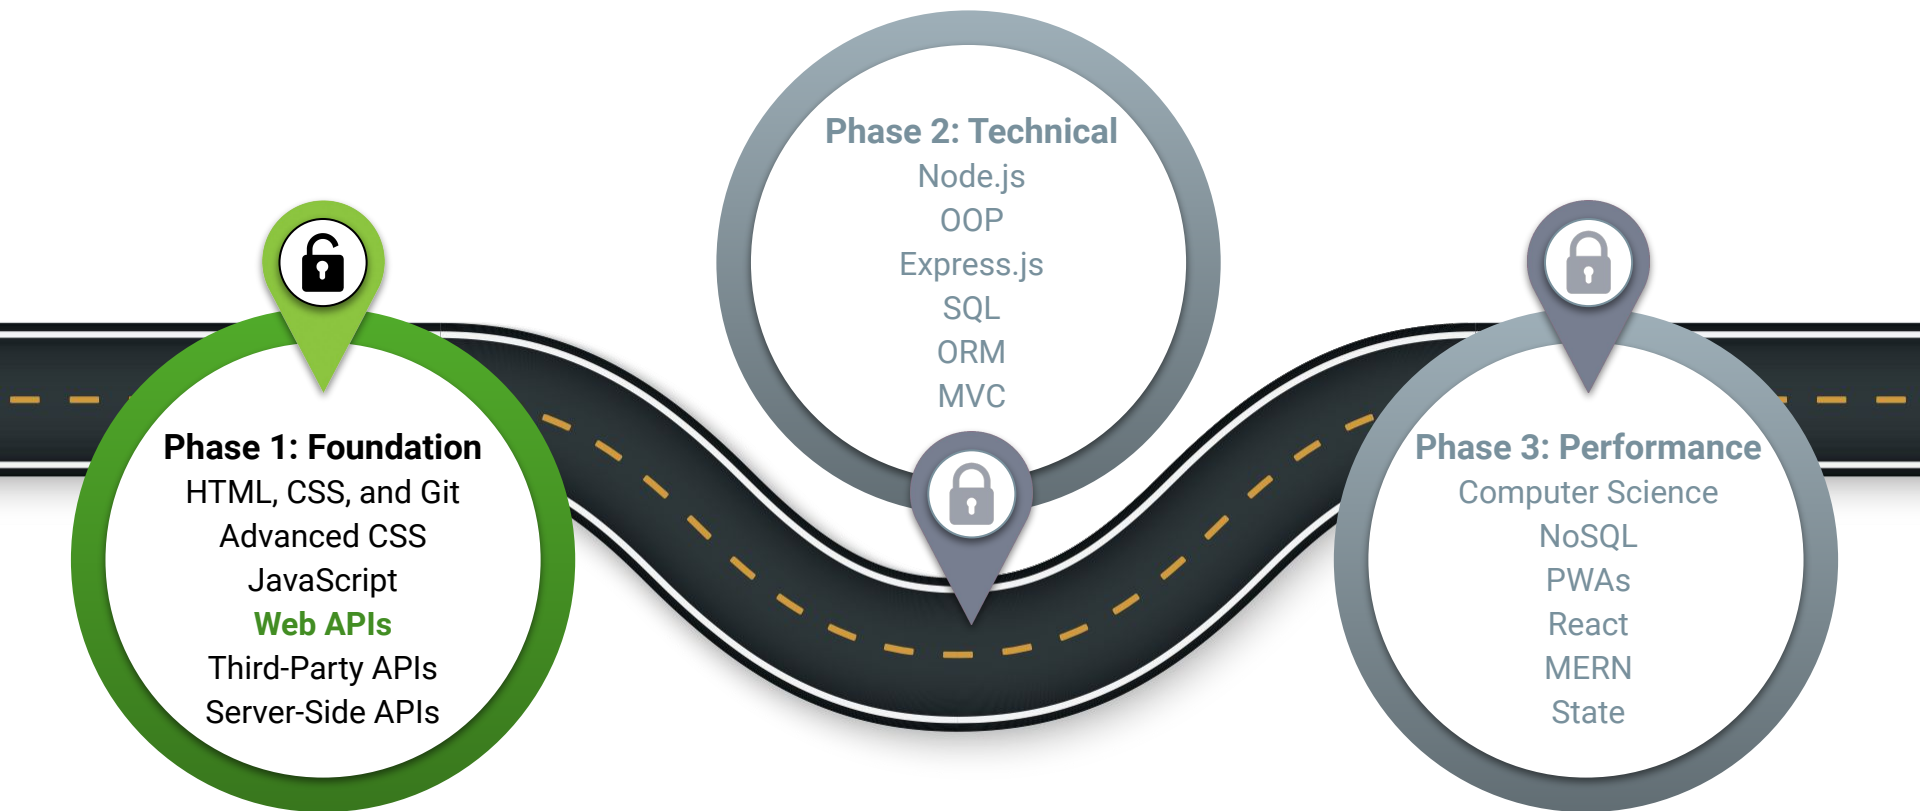 Phase 1: Foundation
HTML, CSS, and Git
Advanced CSS
JavaScript
Web APIs
Third-Party APIs
Server-Side APIs
Phase 2: Technical
Node.js
OOP
Express.js
SQL
ORM
MVC
Phase 3: Performance
Computer Science
NoSQL
PWAs
React
MERN
State